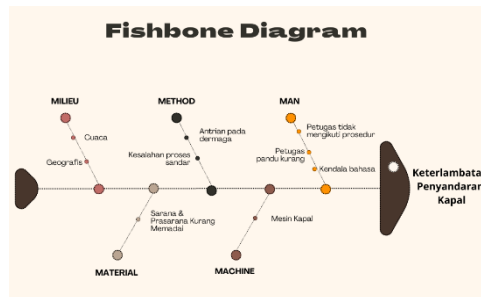 Fishbone Diagram
MILIEU
METHOD
MAN
Cuaca
Geografis
Antrian pada
dermaga
Kesalahan proses
sandar
Petugas tidak
mengikuti prosedur
Petugas
pandu kurang
Kendala bahasa
Keterlambata
Penyandaran
Kapal
Sarana &
Prasarana Kurang
Memadai
Mesin Kapal
MATERIAL
MACHINE